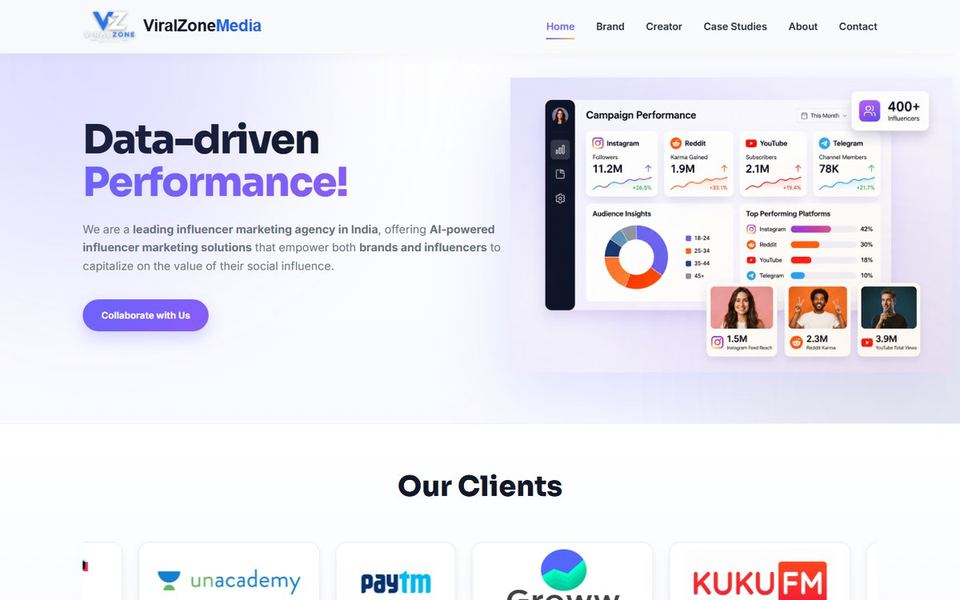 VZ
ZONE
ViralZoneMedia
Home
Brand
Creator
Case Studies
About
Contact
Data-driven
Performance!
We are a leading influencer marketing agency in India, offering AI-powered
influencer marketing solutions that empower both brands and influencers to
capitalize on the value of their social influence.
Collaborate with Us
Campaign Performance
This Month
400+
Influencers
Instagram
Followers
11.2M
+26.5%
Reddit
Karma Gained
1.9M
+33.1%
YouTube
Subscribers
2.1M
+19.4%
Telegram
Channel Members
78K
+21.7%
Audience Insights
18-24
25-34
35-44
45+
Top Performing Platforms
Instagram 42%
Reddit 30%
YouTube 18%
Telegram 10%
1.5M
Instagram Feed Reach
2.3M
Reddit Karma
3.9M
YouTube Total Views
Our Clients
unacademy
paytm
Groww
KUKU FM